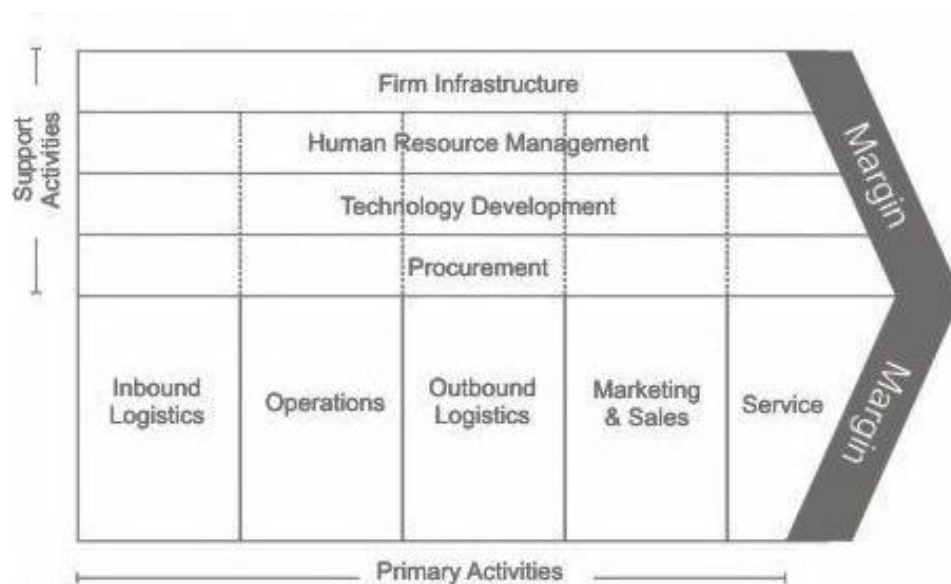 Support
Activities
Firm Infrastructure
Human Resource Management
Technology Development
Procurement
Margin
Inbound
Logistics
Operations
Outbound
Logistics
Marketing
& Sales
Service
Margin
Primary Activities